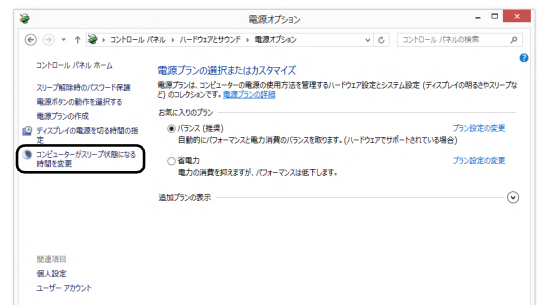 電源オプション
コントロール パネル ▸ ハードウェアとサウンド ▸ 電源オプション
コントロール パネルの検索
コントロール パネル ホーム
スリープ解除時のパスワード保護
電源ボタンの動作を選択する
電源プランの作成
ディスプレイの電源を切る時間の指
定
コンピューターがスリープ状態になる
時間を変更
電源プランの選択またはカスタマイズ
電源プランは、コンピューターの電源の使用方法を管理するハードウェア設定とシステム設定 (ディスプレイの明るさやスリープな
ど) のコレクションです。電源プランの詳細
お気に入りのプラン
バランス (推奨) プラン設定の変更
自動的にパフォーマンスと電力消費のバランスを取ります。(ハードウェアでサポートされている場合)
省電力 プラン設定の変更
電力の消費を抑えますが、パフォーマンスは低下します。
追加プランの表示
関連項目
個人設定
ユーザー アカウント